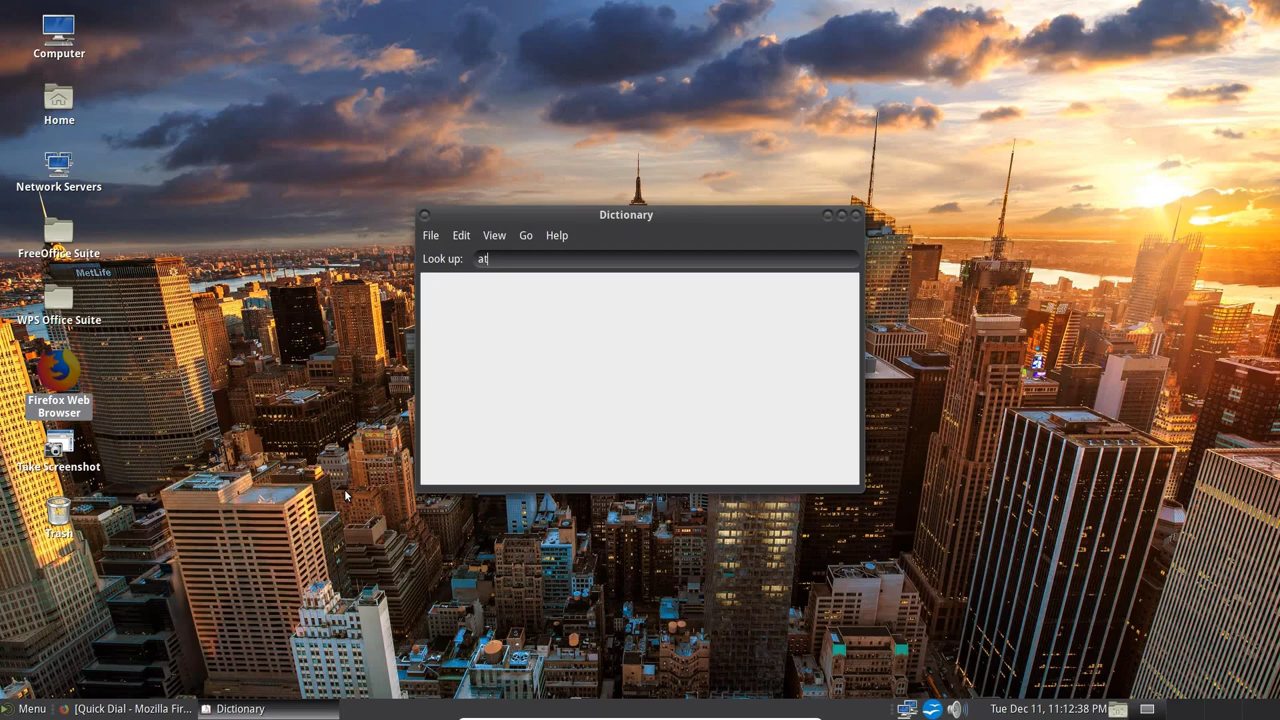 Computer
Home
Network Servers
FreeOffice Suite
WPS Office Suite
Firefox Web
Browser
Take Screenshot
Trash
MetLife
Dictionary
File Edit View Go Help
Look up: at
Menu [Quick Dial - Mozilla Fir... Dictionary Tue Dec 11, 11:12:38 PM